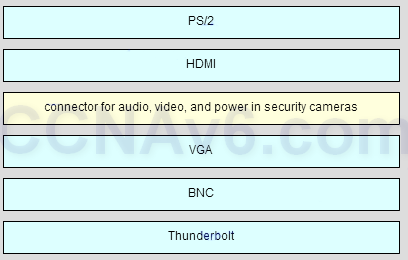 PS/2
HDMI
connector for audio, video, and power in security cameras
CCNAv6.com
VGA
BNC
Thunderbolt